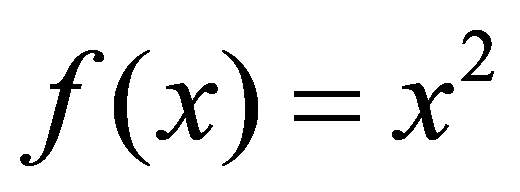 f(x) = x²